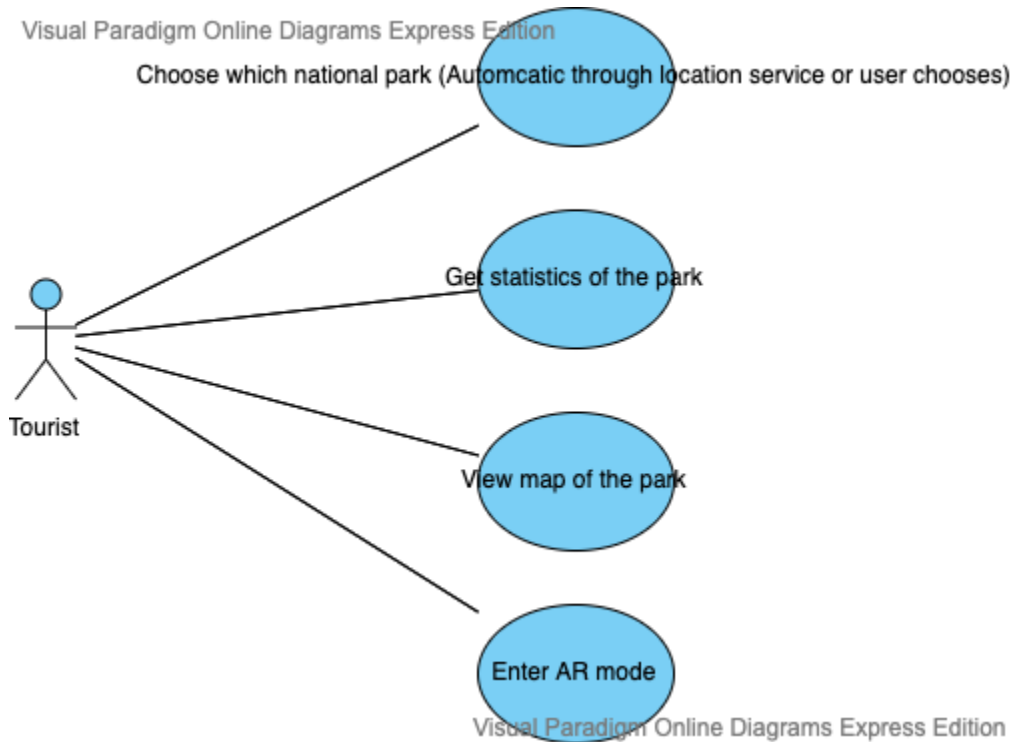 Visual Paradigm Online Diagrams Express Edition
Choose which national park (Automcatic through location service or user chooses)
Get statistics of the park
Tourist
View map of the park
Enter AR mode
Visual Paradigm Online Diagrams Express Edition